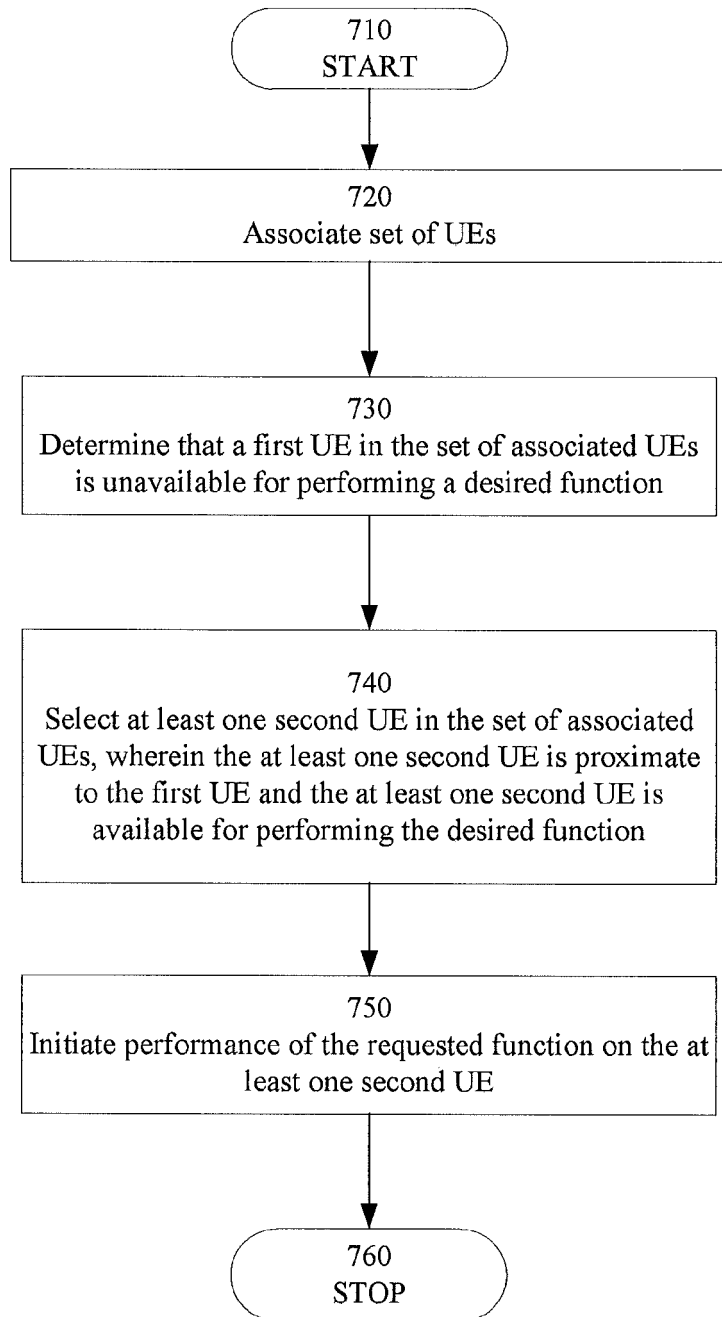 710
START
720
Associate set of UEs
730
Determine that a first UE in the set of associated UEs
is unavailable for performing a desired function
740
Select at least one second UE in the set of associated
UEs, wherein the at least one second UE is proximate
to the first UE and the at least one second UE is
available for performing the desired function
750
Initiate performance of the requested function on the at
least one second UE
760
STOP